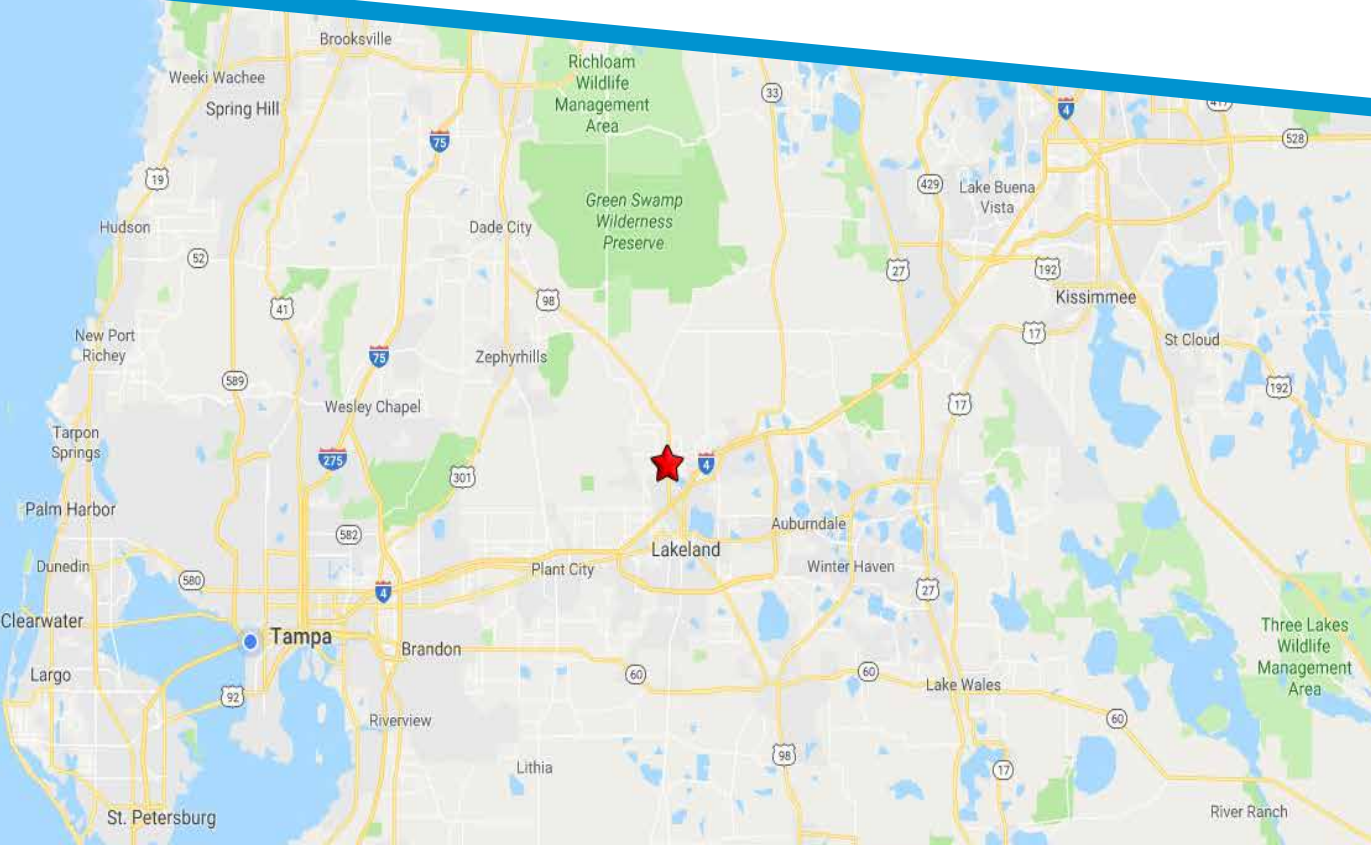 Brooksville
Richloam
Wildlife
Management
Area
Weeki Wachee
Spring Hill
33
4
417
528
75
19
Green Swamp
Wilderness
Preserve
429
Lake Buena
Vista
Hudson
Dade City
52
27
192
41
98
Kissimmee
New Port
Richey
75
Zephyrhills
17
St Cloud
589
192
Wesley Chapel
17
Tarpon
Springs
275
301
4
Palm Harbor
582
Auburndale
Lakeland
Dunedin
580
Plant City
Winter Haven
4
27
Clearwater
Tampa
Three Lakes
Wildlife
Management
Area
Brandon
Largo
60
60
Lake Wales
92
Riverview
60
98
Lithia
17
St. Petersburg
River Ranch